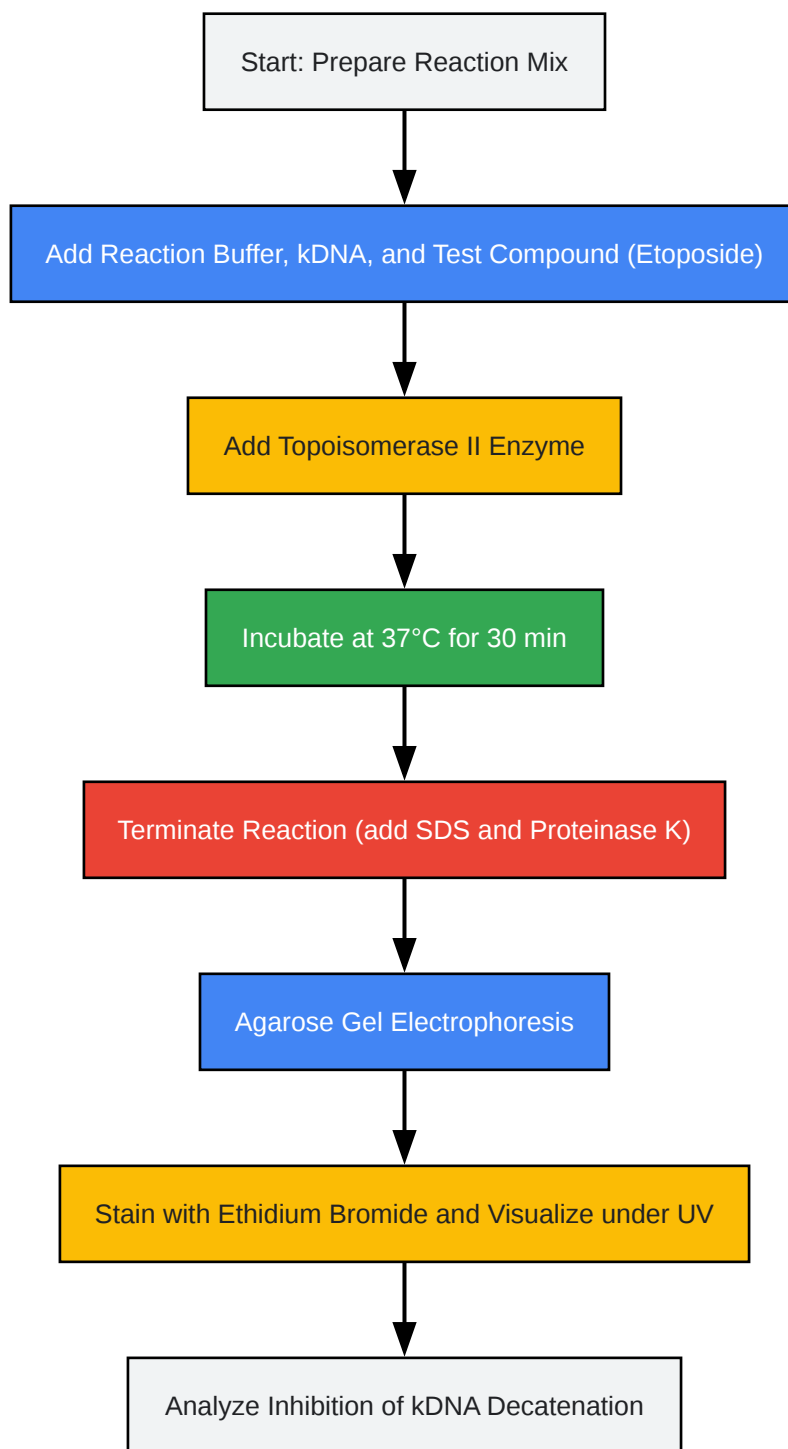 Start: Prepare Reaction Mix
Add Reaction Buffer, kDNA, and Test Compound (Etoposide)
Add Topoisomerase II Enzyme
Incubate at 37°C for 30 min
Terminate Reaction (add SDS and Proteinase K)
Agarose Gel Electrophoresis
Stain with Ethidium Bromide and Visualize under UV
Analyze Inhibition of kDNA Decatenation